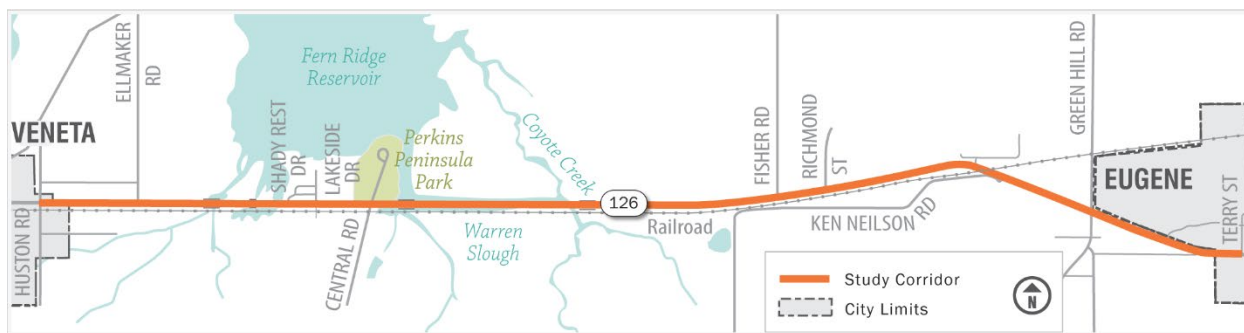 ELLMAKER
RD
Fern Ridge
Reservoir
VENETA
SHADY REST
DR
LAKESIDE
DR
Perkins
Peninsula
Park
Coyote Creek
FISHER RD
RICHMOND
ST
GREEN HILL RD
EUGENE
TERRY ST
HUSTON RD
CENTRAL RD
Warren
Slough
126
Railroad
KEN NEILSON RD
Study Corridor
City Limits
N